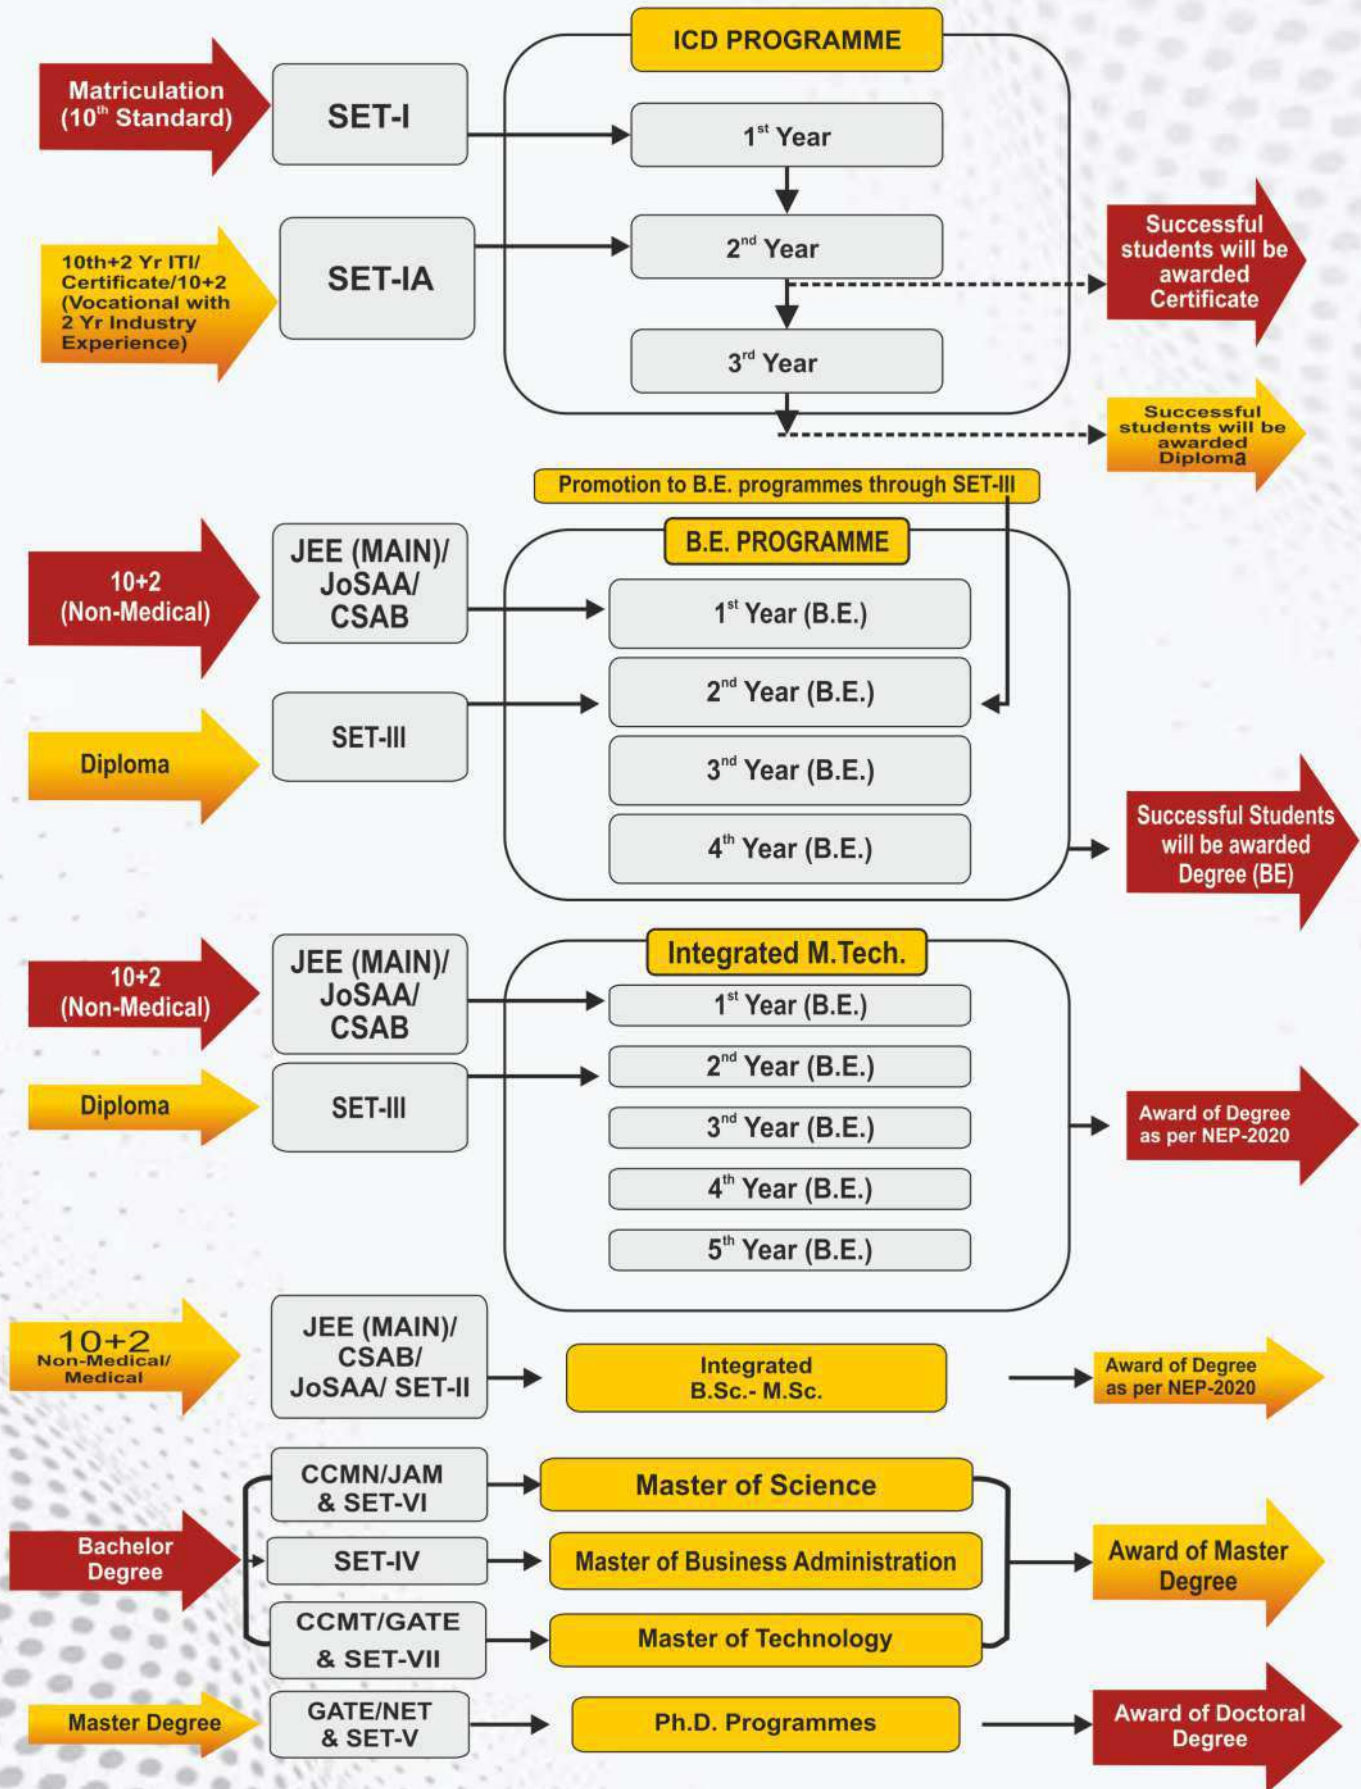 ICD PROGRAMME
Matriculation
(10th Standard)
SET-I
1st Year
10th+2 Yr ITI/
Certificate/10+2
(Vocational with
2 Yr Industry
Experience)
SET-IA
2nd Year
Successful
students will be
awarded
Certificate
3rd Year
Successful
students will be
awarded
Diploma
Promotion to B.E. programmes through SET-III
B.E. PROGRAMME
10+2
(Non-Medical)
JEE (MAIN)/
JoSAA/
CSAB
1st Year (B.E.)
Diploma
SET-III
2nd Year (B.E.)
3nd Year (B.E.)
4th Year (B.E.)
Successful Students
will be awarded
Degree (BE)
Integrated M.Tech.
10+2
(Non-Medical)
JEE (MAIN)/
JoSAA/
CSAB
1st Year (B.E.)
Diploma
SET-III
2nd Year (B.E.)
3nd Year (B.E.)
4th Year (B.E.)
5th Year (B.E.)
Award of Degree
as per NEP-2020
10+2
Non-Medical/
Medical
JEE (MAIN)/
CSAB/
JoSAA/ SET-II
Integrated
B.Sc.- M.Sc.
Award of Degree
as per NEP-2020
Bachelor
Degree
CCMN/JAM
& SET-VI
Master of Science
SET-IV
Master of Business Administration
CCMT/GATE
& SET-VII
Master of Technology
Award of Master
Degree
Master Degree
GATE/NET
& SET-V
Ph.D. Programmes
Award of Doctoral
Degree